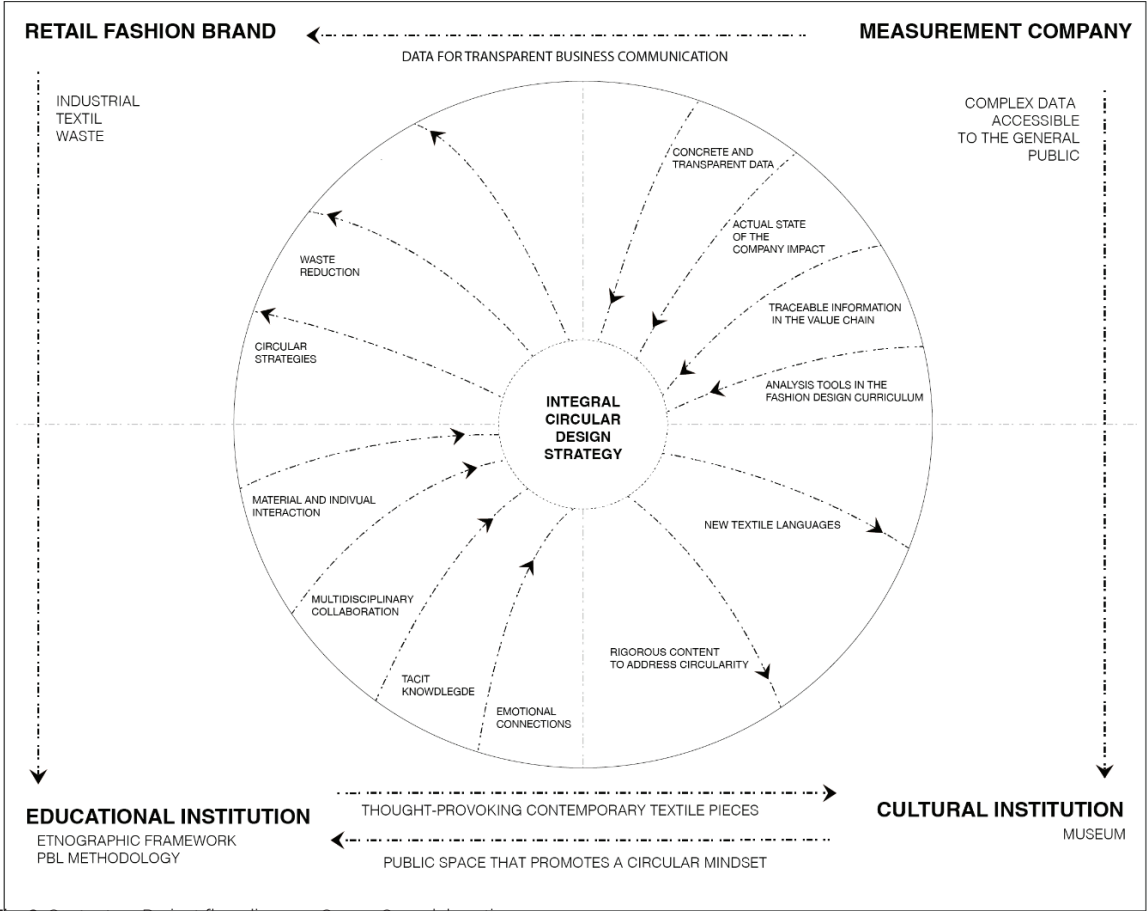 RETAIL FASHION BRAND
MEASUREMENT COMPANY
DATA FOR TRANSPARENT BUSINESS COMMUNICATION
INDUSTRIAL
TEXTIL
WASTE
COMPLEX DATA
ACCESSIBLE
TO THE GENERAL
PUBLIC
CONCRETE AND
TRANSPARENT DATA
ACTUAL STATE
OF THE
COMPANY IMPACT
WASTE
REDUCTION
TRACEABLE INFORMATION
IN THE VALUE CHAIN
CIRCULAR
STRATEGIES
ANALYSIS TOOLS IN THE
FASHION DESIGN CURRICULUM
INTEGRAL
CIRCULAR
DESIGN
STRATEGY
MATERIAL AND INDIVUAL
INTERACTION
NEW TEXTILE LANGUAGES
MULTIDISCIPLINARY
COLLABORATION
RIGOROUS CONTENT
TO ADDRESS CIRCULARITY
TACIT
KNOWDLEGDE
EMOTIONAL
CONNECTIONS
EDUCATIONAL INSTITUTION
ETNOGRAPHIC FRAMEWORK
PBL METHODOLOGY
THOUGHT-PROVOKING CONTEMPORARY TEXTILE PIECES
PUBLIC SPACE THAT PROMOTES A CIRCULAR MINDSET
CULTURAL INSTITUTION
MUSEUM